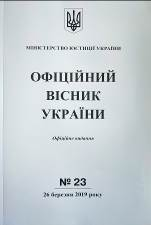 МІНІСТЕРСТВО ЮСТИЦІЇ УКРАЇНИ
ОФІЦІЙНИЙ
ВІСНИК
УКРАЇНИ
Офіційне видання
№ 23
26 березня 2019 року